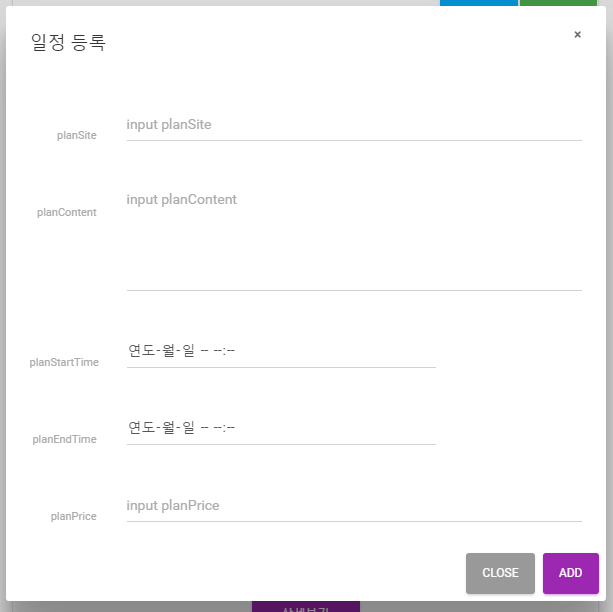 일정 등록
×
planSite
input planSite
planContent
input planContent
planStartTime
연도-월-일 -- --:--
planEndTime
연도-월-일 -- --:--
planPrice
input planPrice
CLOSE
ADD